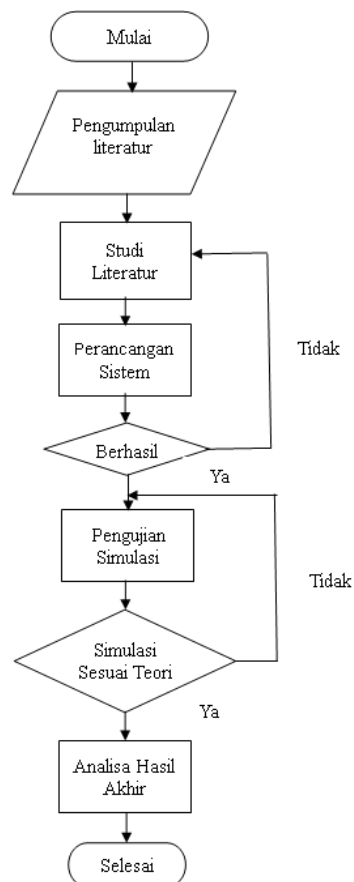 Mulai
Pengumpulan
literatur
Studi
Literatur
Perancangan
Sistem
Tidak
Berhasil
Ya
Pengujian
Simulasi
Tidak
Simulasi
Sesuai Teori
Ya
Analisa Hasil
Akhir
Selesai